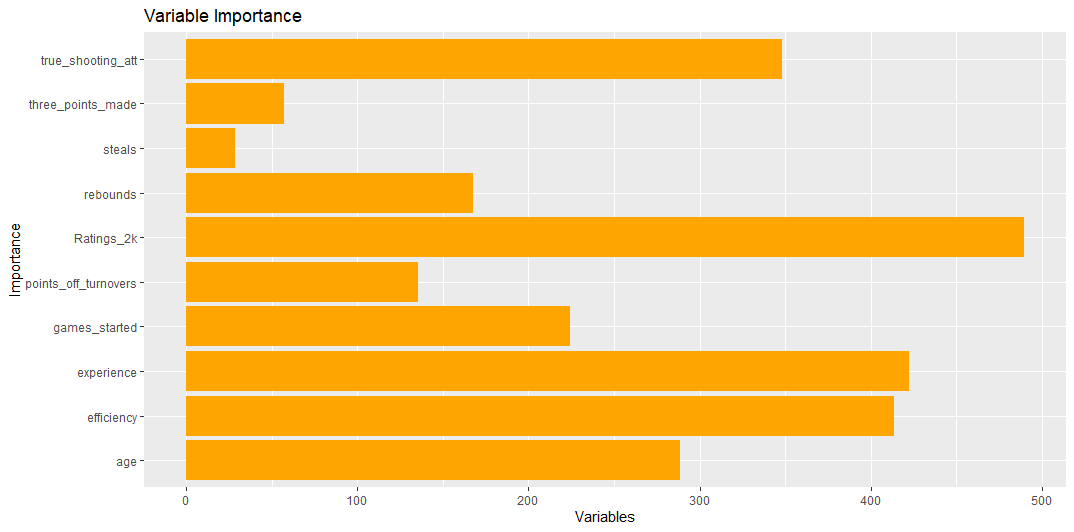 Variable Importance
true_shooting_att
three_points_made
steals
rebounds
Ratings_2k
points_off_turnovers
games_started
experience
efficiency
age
Importance
0 100 200 300 400 500
Variables